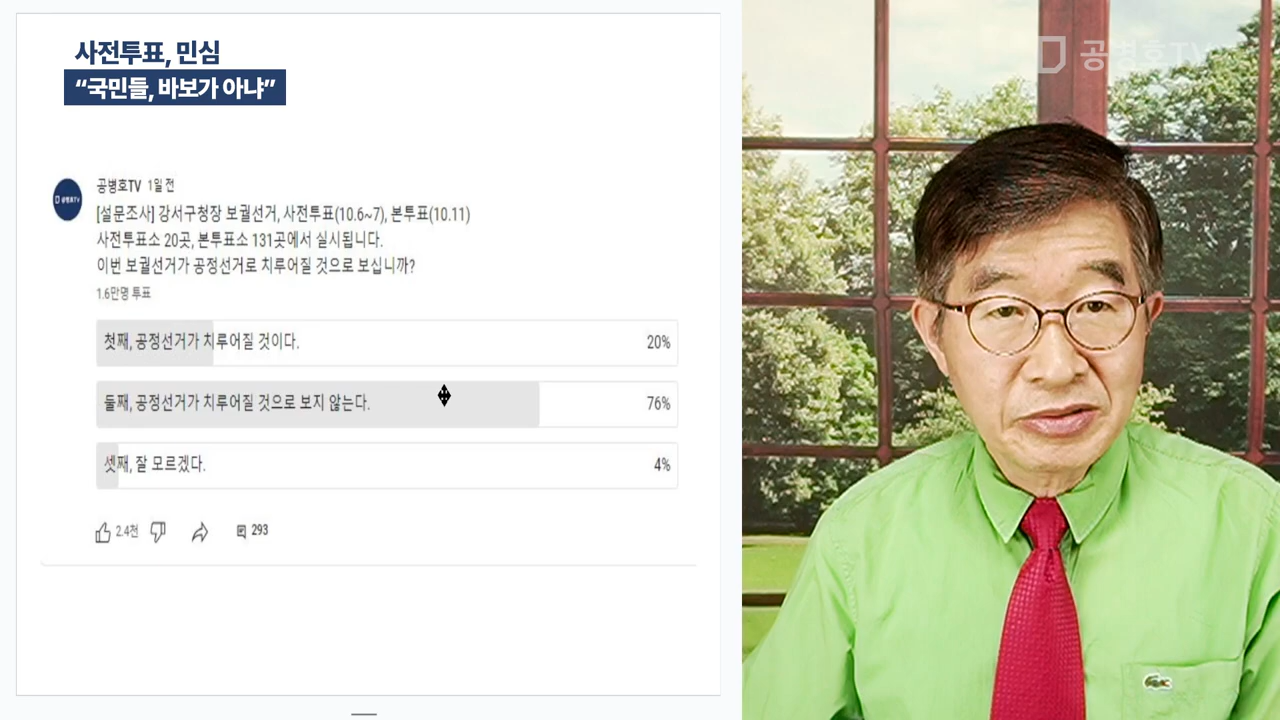 사전투표, 민심
“국민들, 바보가 아냐”
공병호TV
공병호TV 1일 전
[설문조사] 강서구청장 보궐선거, 사전투표(10.6~7), 본투표(10.11)
사전투표소 20곳, 본투표소 131곳에서 실시됩니다.
이번 보궐선거가 공정선거로 치루어질 것으로 보십니까?
1.6만명 투표
첫째, 공정선거가 치루어질 것이다. 20%
둘째, 공정선거가 치루어질 것으로 보지 않는다. 76%
셋째, 잘 모르겠다. 4%
2.4천 293
공병호TV